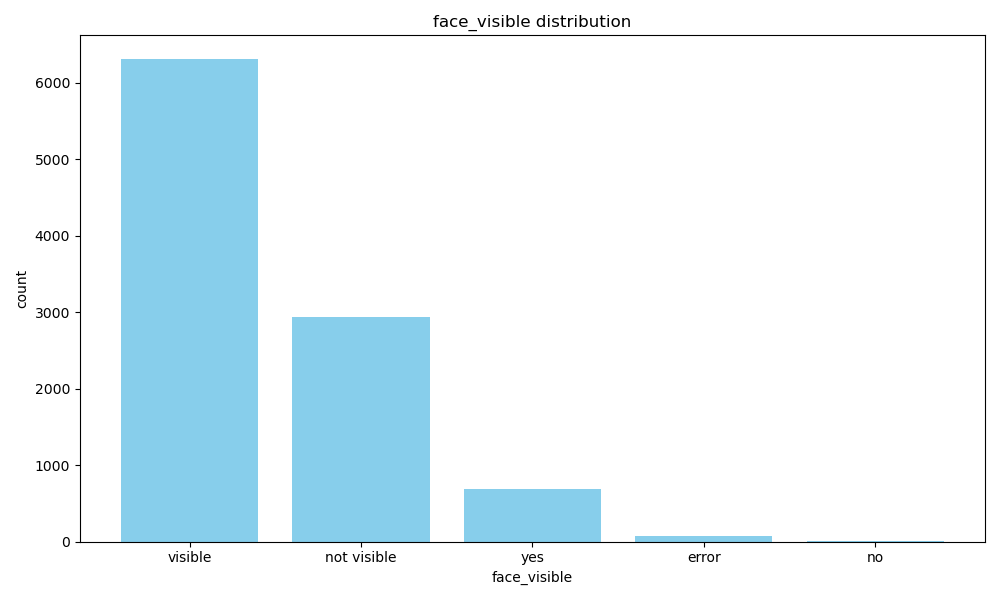 face_visible distribution
count
6000
5000
4000
3000
2000
1000
0
visible not visible yes error no
face_visible